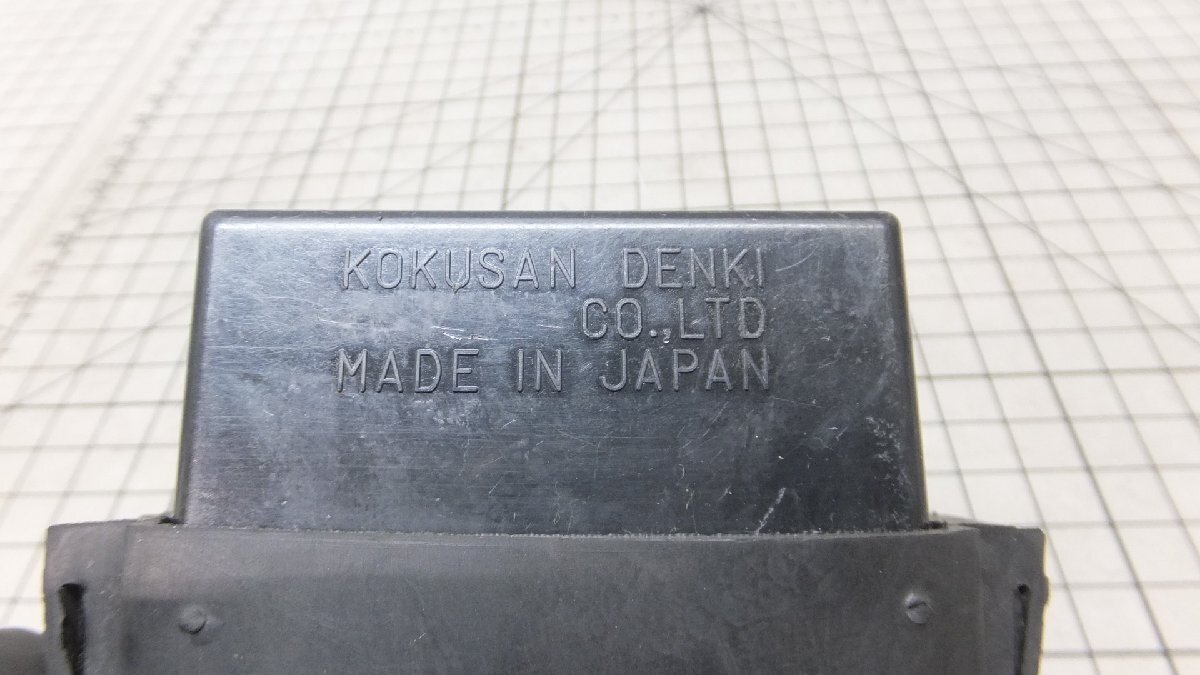 KOKUSAN DENKI
CO.,LTD
MADE IN JAPAN